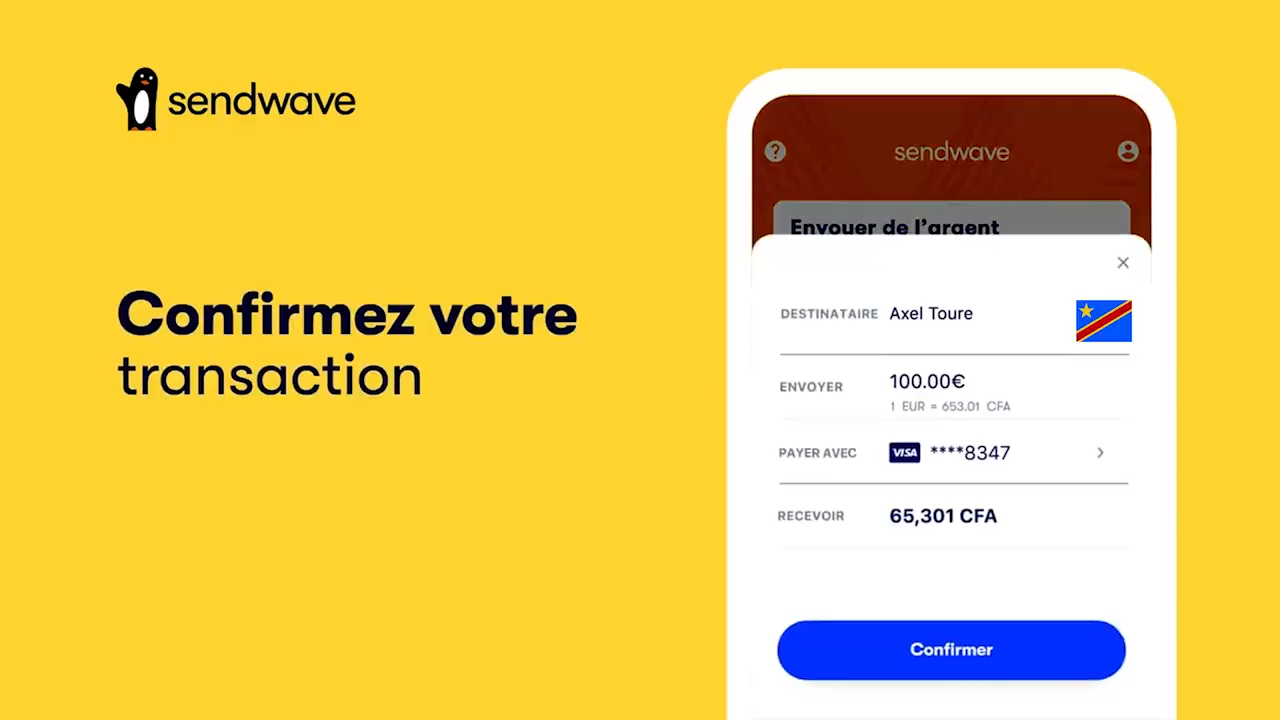 sendwave
Confirmez votre
transaction
?
sendwave
Envoyer de l'argent
×
DESTINATAIRE Axel Toure
ENVOYER 100.00€
1 EUR = 653.01 CFA
PAYER AVEC VISA ****8347 >
RECEVOIR 65,301 CFA
Confirmer